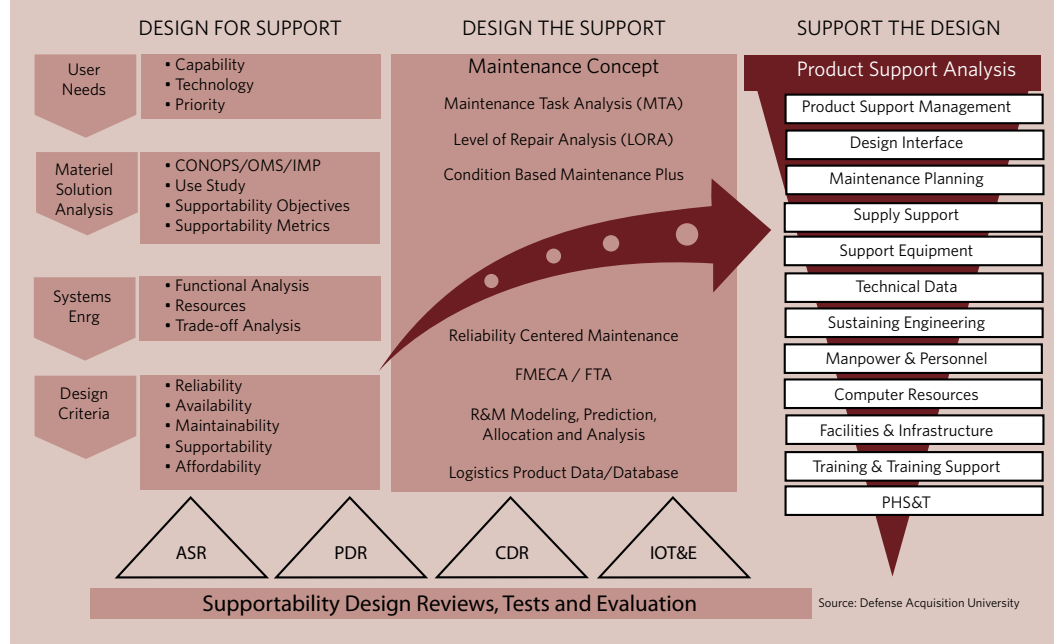 DESIGN FOR SUPPORT
User
Needs
• Capability
• Technology
• Priority
Materiel
Solution
Analysis
• CONOPS/OMS/IMP
• Use Study
• Supportability Objectives
• Supportability Metrics
Systems
Enrg
• Functional Analysis
• Resources
• Trade-off Analysis
Design
Criteria
• Reliability
• Availability
• Maintainability
• Supportability
• Affordability
DESIGN THE SUPPORT
Maintenance Concept
Maintenance Task Analysis (MTA)
Level of Repair Analysis (LORA)
Condition Based Maintenance Plus
Reliability Centered Maintenance
FMECA / FTA
R&M Modeling, Prediction,
Allocation and Analysis
Logistics Product Data/Database
SUPPORT THE DESIGN
Product Support Analysis
Product Support Management
Design Interface
Maintenance Planning
Supply Support
Support Equipment
Technical Data
Sustaining Engineering
Manpower & Personnel
Computer Resources
Facilities & Infrastructure
Training & Training Support
PHS&T
ASR
PDR
CDR
IOT&E
Supportability Design Reviews, Tests and Evaluation
Source: Defense Acquisition University